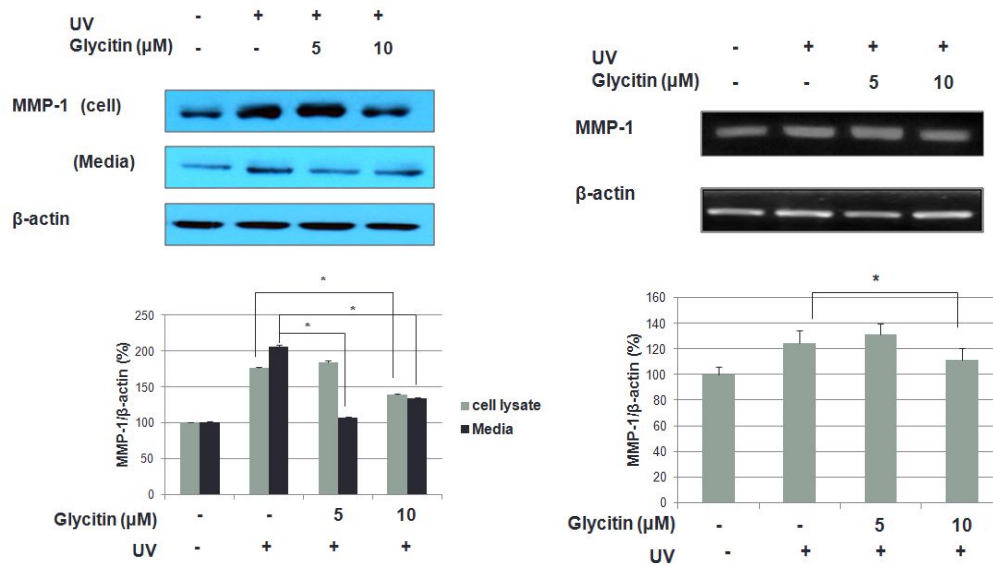 UV - + + +
Glycitin (μM) - - 5 10
MMP-1 (cell)
(Media)
β-actin
* * *
MMP-1/β-actin (%)
250
200
150
100
50
0
cell lysate
Media
Glycitin (μM) - - 5 10
UV - + + +
UV - + + +
Glycitin (μM) - - 5 10
MMP-1
β-actin
*
MMP-1/β-actin (%)
160
140
120
100
80
60
40
20
0
Glycitin (μM) - - 5 10
UV - + + +